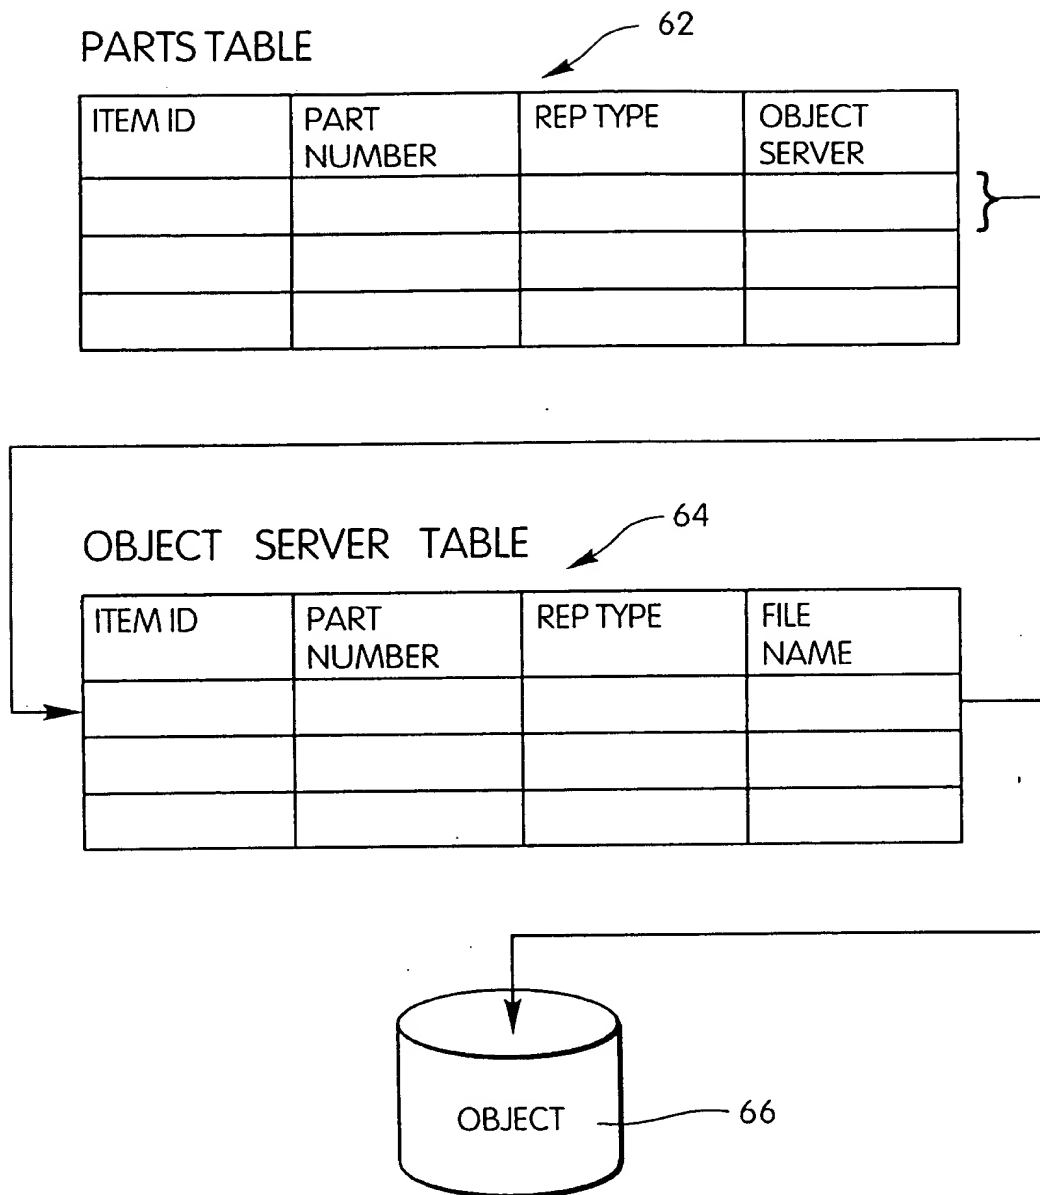 62
PARTS TABLE
ITEM ID PART NUMBER REP TYPE OBJECT SERVER
64
OBJECT SERVER TABLE
ITEM ID PART NUMBER REP TYPE FILE NAME
OBJECT
66